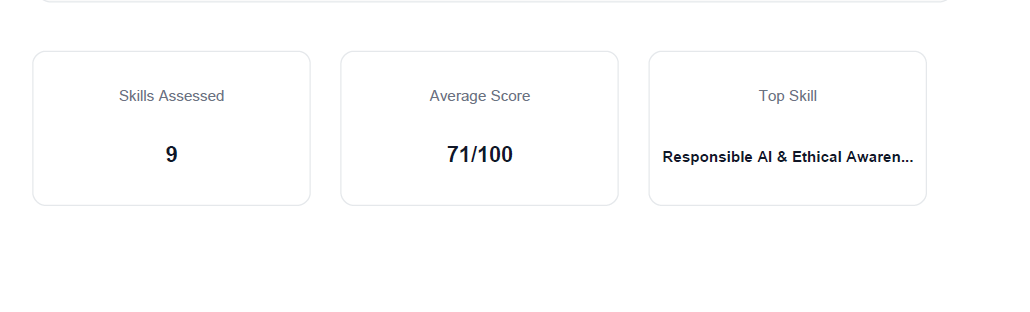 Skills Assessed
9
Average Score
71/100
Top Skill
Responsible AI & Ethical Awaren...